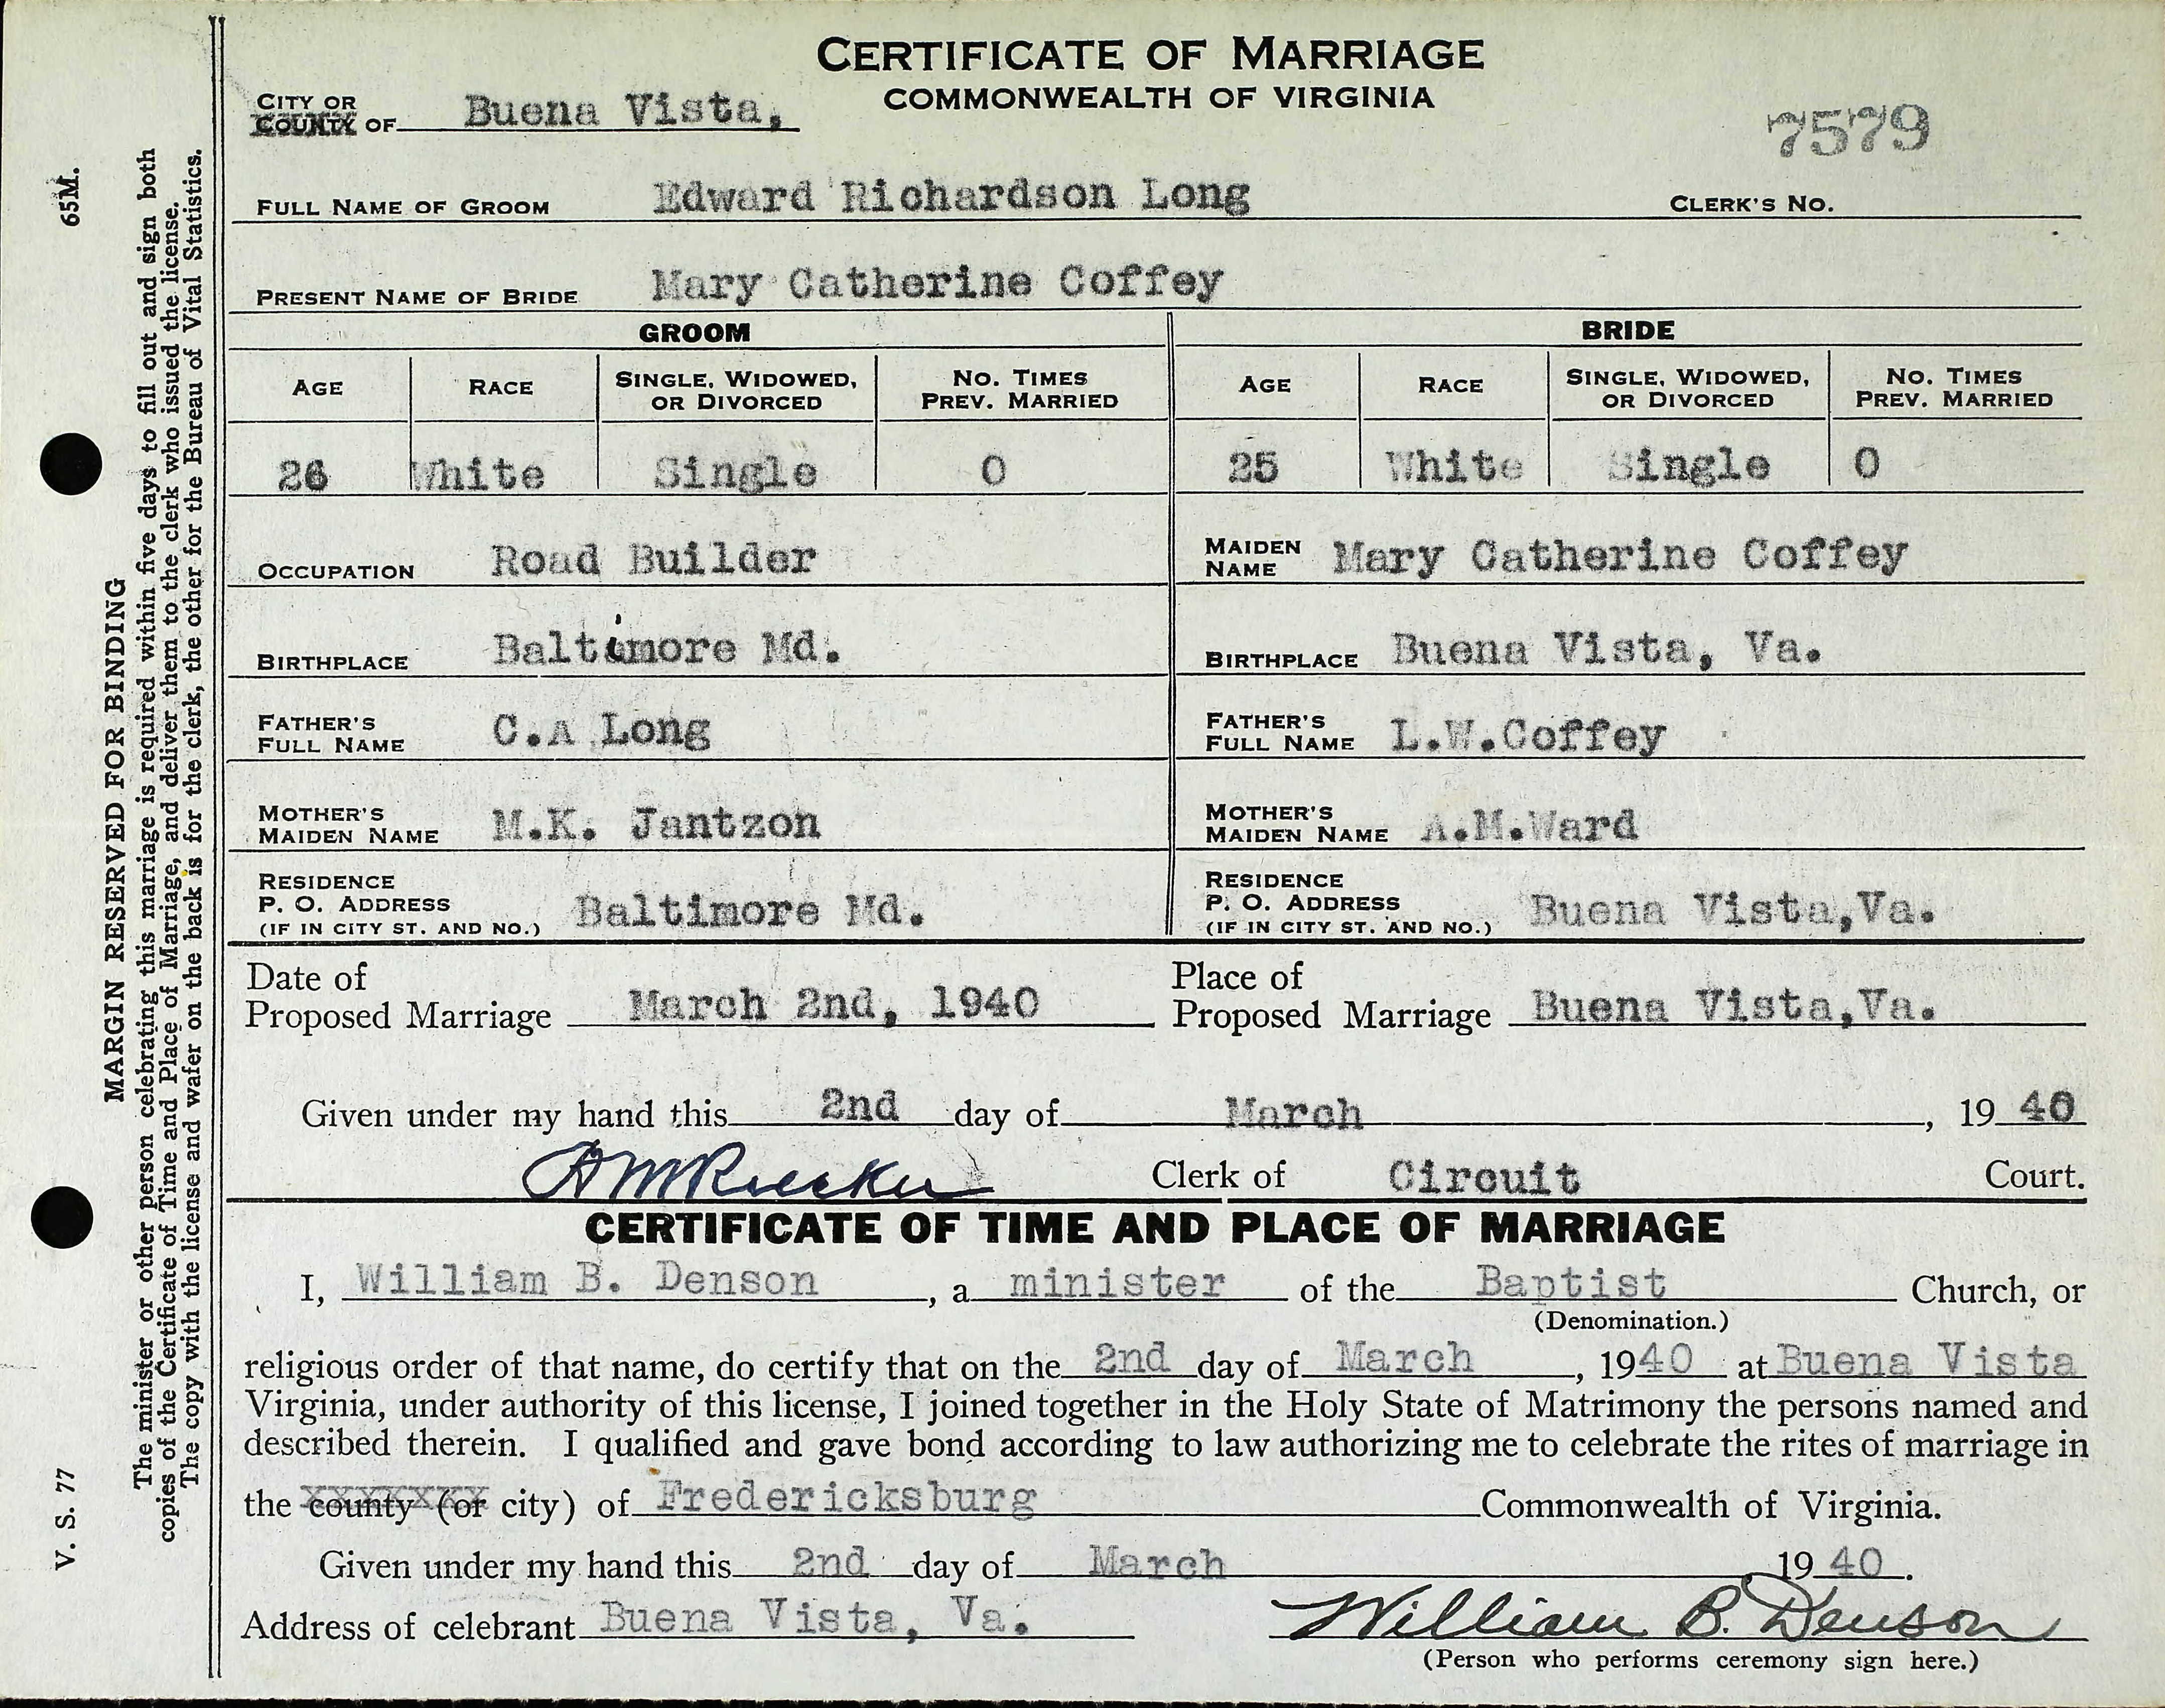 CERTIFICATE OF MARRIAGE
COMMONWEALTH OF VIRGINIA
CITY OR
COUNTY OF Buena Vista,
7579
FULL NAME OF GROOM Edward Richardson Long CLERK'S NO.
PRESENT NAME OF BRIDE Mary Catherine Coffey
GROOM BRIDE
AGE RACE SINGLE, WIDOWED, OR DIVORCED NO. TIMES PREV. MARRIED AGE RACE SINGLE, WIDOWED, OR DIVORCED NO. TIMES PREV. MARRIED
26 White Single 0 25 White Single 0
OCCUPATION Road Builder MAIDEN NAME Mary Catherine Coffey
BIRTHPLACE Baltimore Md. BIRTHPLACE Buena Vista, Va.
FATHER'S FULL NAME C.A Long FATHER'S FULL NAME L.W.Coffey
MOTHER'S MAIDEN NAME M.K. Jantzon MOTHER'S MAIDEN NAME A.M.Ward
RESIDENCE P. O. ADDRESS (IF IN CITY ST. AND NO.) Baltimore Md. RESIDENCE P. O. ADDRESS (IF IN CITY ST. AND NO.) Buena Vista,Va.
Date of Proposed Marriage March 2nd, 1940 Place of Proposed Marriage Buena Vista,Va.
Given under my hand this 2nd day of March, 19 40
Clerk of Circuit Court.
CERTIFICATE OF TIME AND PLACE OF MARRIAGE
I, William B. Denson, a minister of the Baptist Church, or
(Denomination.)
religious order of that name, do certify that on the 2nd day of March, 1940 at Buena Vista
Virginia, under authority of this license, I joined together in the Holy State of Matrimony the persons named and
described therein. I qualified and gave bond according to law authorizing me to celebrate the rites of marriage in
the county (or city) of Fredericksburg Commonwealth of Virginia.
Given under my hand this 2nd day of March, 19 40.
Address of celebrant Buena Vista, Va. William B. Denson
(Person who performs ceremony sign here.)
V. S. 77 65M.
MARGIN RESERVED FOR BINDING
The minister or other person celebrating this marriage is required within five days to fill out and sign both
copies of the Certificate of Time and Place of Marriage, and deliver them to the clerk who issued the license.
The copy with the license and wafer on the back is for the clerk, the other for the Bureau of Vital Statistics.